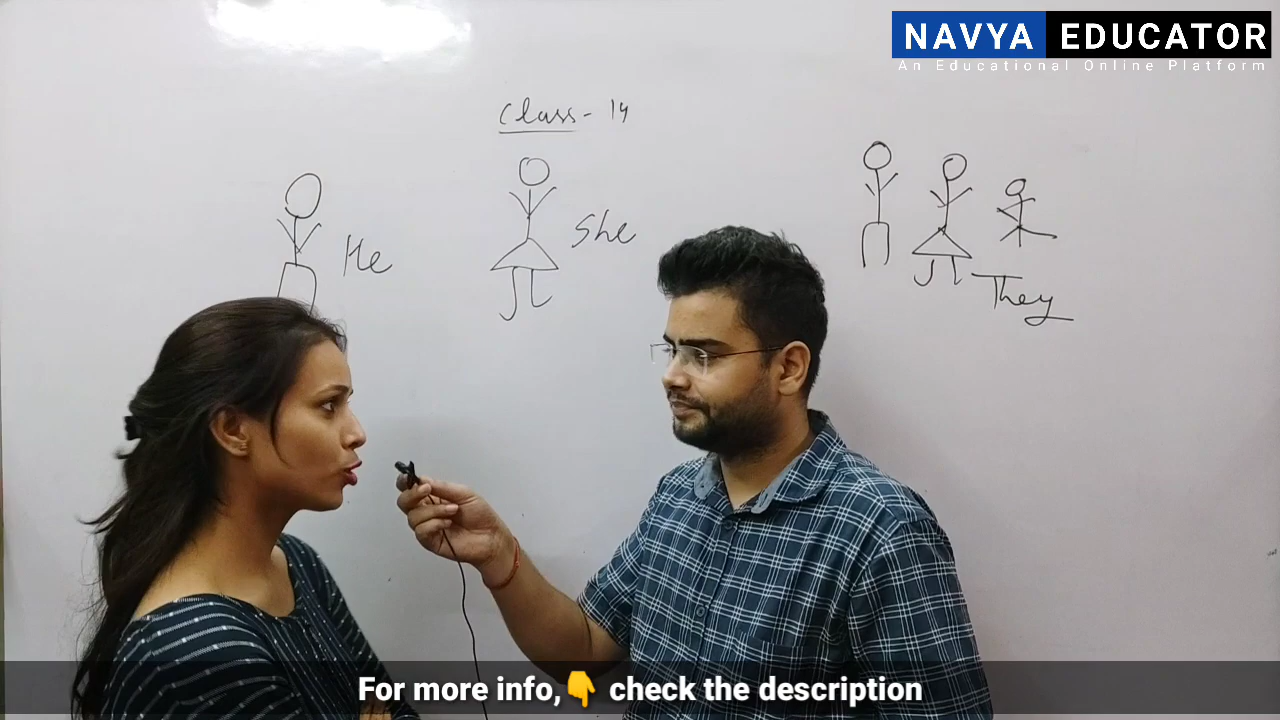 NAVYA EDUCATOR
An Educational Online Platform
Class - 14
He
She
They
For more info,👇 check the description